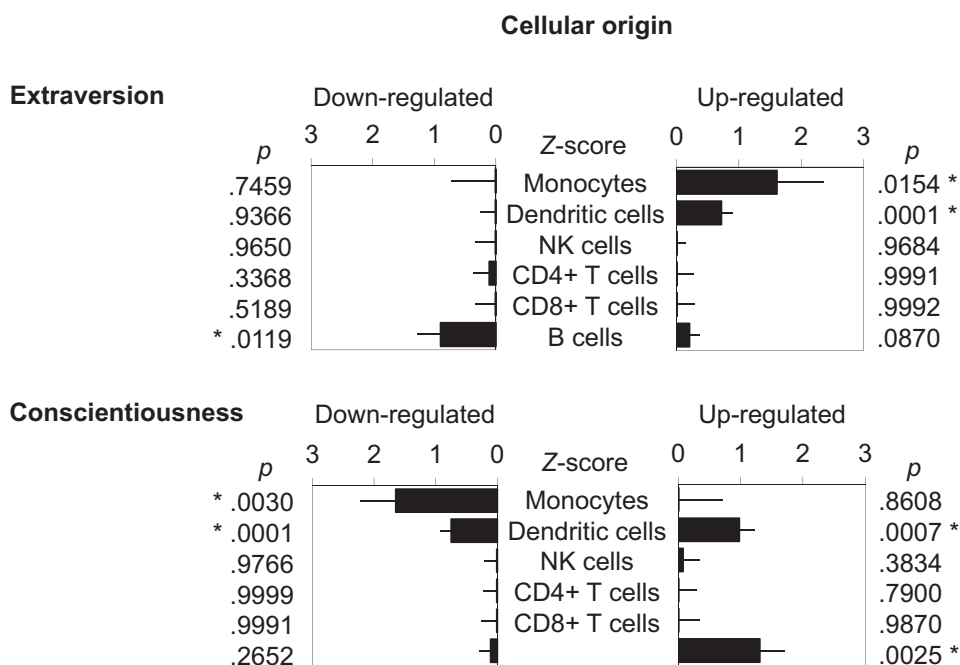 Cellular origin
Extraversion Down-regulated Up-regulated
3 2 1 0 Z-score 0 1 2 3
p p
.7459 Monocytes .0154 *
.9366 Dendritic cells .0001 *
.9650 NK cells .9684
.3368 CD4+ T cells .9991
.5189 CD8+ T cells .9992
* .0119 B cells .0870
Conscientiousness Down-regulated Up-regulated
3 2 1 0 Z-score 0 1 2 3
p p
* .0030 Monocytes .8608
* .0001 Dendritic cells .0007 *
.9766 NK cells .3834
.9999 CD4+ T cells .7900
.9991 CD8+ T cells .9870
.2652 .0025 *